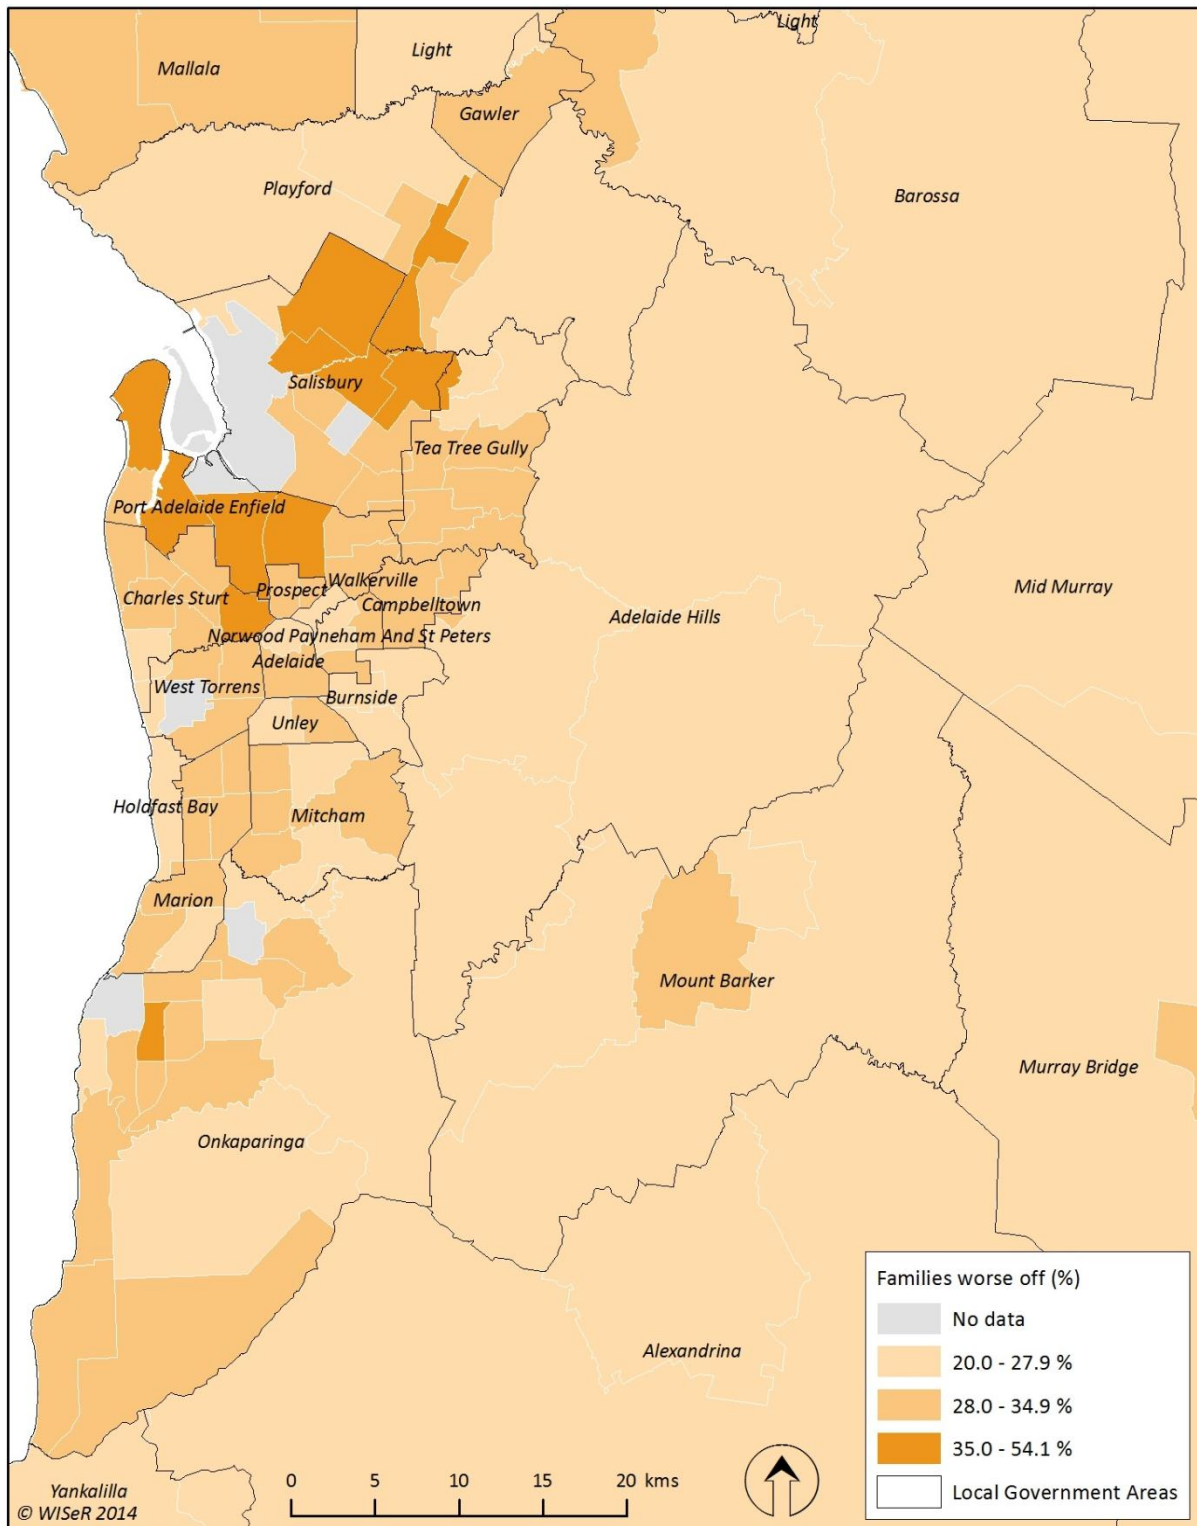 Light
Light
Mallala
Gawler
Playford
Barossa
Salisbury
Tea Tree Gully
Port Adelaide Enfield
Walkerville
Prospect
Charles Sturt
Campbelltown
Mid Murray
Adelaide Hills
Norwood Payneham And St Peters
Adelaide
West Torrens
Burnside
Unley
Holdfast Bay
Mitcham
Marion
Mount Barker
Murray Bridge
Onkaparinga
Alexandrina
Families worse off (%)
No data
20.0 - 27.9 %
28.0 - 34.9 %
35.0 - 54.1 %
Local Government Areas
0 5 10 15 20 kms
Yankalilla
© WISeR 2014